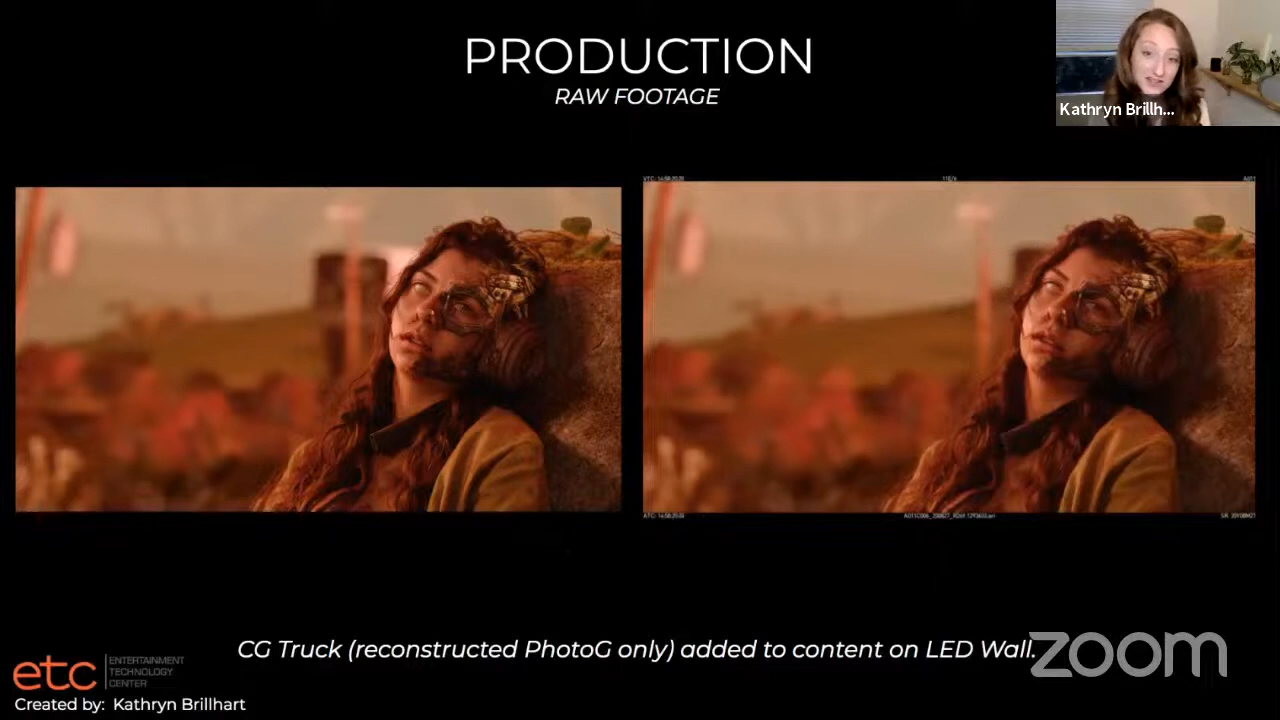 PRODUCTION
RAW FOOTAGE
Kathryn Brillh...
CG Truck (reconstructed PhotoG only) added to content on LED Wall.
zoom
etc
ENTERTAINMENT
TECHNOLOGY
CENTER
Created by: Kathryn Brillhart